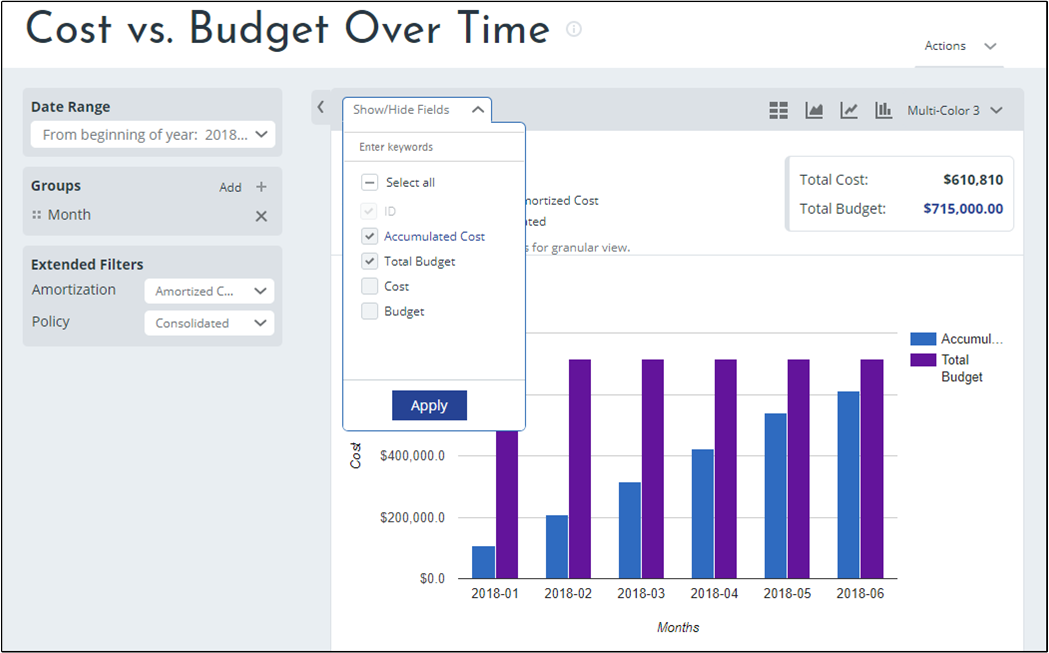 Cost vs. Budget Over Time
Actions
Date Range
From beginning of year: 2018...
Groups
Add +
Month
Extended Filters
Amortization
Amortized C...
Policy
Consolidated
Show/Hide Fields
Enter keywords
Select all
ID
Accumulated Cost
Total Budget
Cost
Budget
Apply
Multi-Color 3
Total Cost: $610,810
Total Budget: $715,000.00
Cost
for granular view.
Accumul...
Total
Budget
Cost
$400,000.0
$200,000.0
$0.0
2018-01 2018-02 2018-03 2018-04 2018-05 2018-06
Months